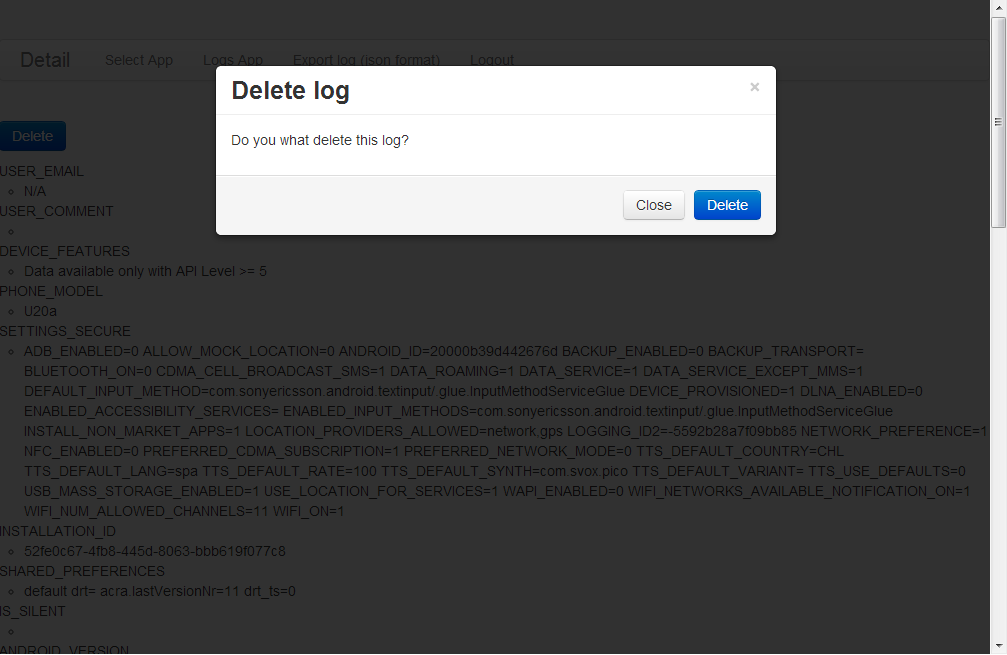 Detail Select App Logs App Export log (json format) Logout
Delete log ×
Do you what delete this log?
Close Delete
Delete
USER_EMAIL
N/A
USER_COMMENT
DEVICE_FEATURES
Data available only with API Level >= 5
PHONE_MODEL
U20a
SETTINGS_SECURE
ADB_ENABLED=0 ALLOW_MOCK_LOCATION=0 ANDROID_ID=20000b39d442676d BACKUP_ENABLED=0 BACKUP_TRANSPORT=
BLUETOOTH_ON=0 CDMA_CELL_BROADCAST_SMS=1 DATA_ROAMING=1 DATA_SERVICE=1 DATA_SERVICE_EXCEPT_MMS=1
DEFAULT_INPUT_METHOD=com.sonyericsson.android.textinput/.glue.InputMethodServiceGlue DEVICE_PROVISIONED=1 DLNA_ENABLED=0
ENABLED_ACCESSIBILITY_SERVICES= ENABLED_INPUT_METHODS=com.sonyericsson.android.textinput/.glue.InputMethodServiceGlue
INSTALL_NON_MARKET_APPS=1 LOCATION_PROVIDERS_ALLOWED=network,gps LOGGING_ID2=-5592b28a7f09bb85 NETWORK_PREFERENCE=1
NFC_ENABLED=0 PREFERRED_CDMA_SUBSCRIPTION=1 PREFERRED_NETWORK_MODE=0 TTS_DEFAULT_COUNTRY=CHL
TTS_DEFAULT_LANG=spa TTS_DEFAULT_RATE=100 TTS_DEFAULT_SYNTH=com.svox.pico TTS_DEFAULT_VARIANT= TTS_USE_DEFAULTS=0
USB_MASS_STORAGE_ENABLED=1 USE_LOCATION_FOR_SERVICES=1 WAPI_ENABLED=0 WIFI_NETWORKS_AVAILABLE_NOTIFICATION_ON=1
WIFI_NUM_ALLOWED_CHANNELS=11 WIFI_ON=1
INSTALLATION_ID
52fe0c67-4fb8-445d-8063-bbb619f077c8
SHARED_PREFERENCES
default drt= acra.lastVersionNr=11 drt_ts=0
IS_SILENT
ANDROID_VERSION